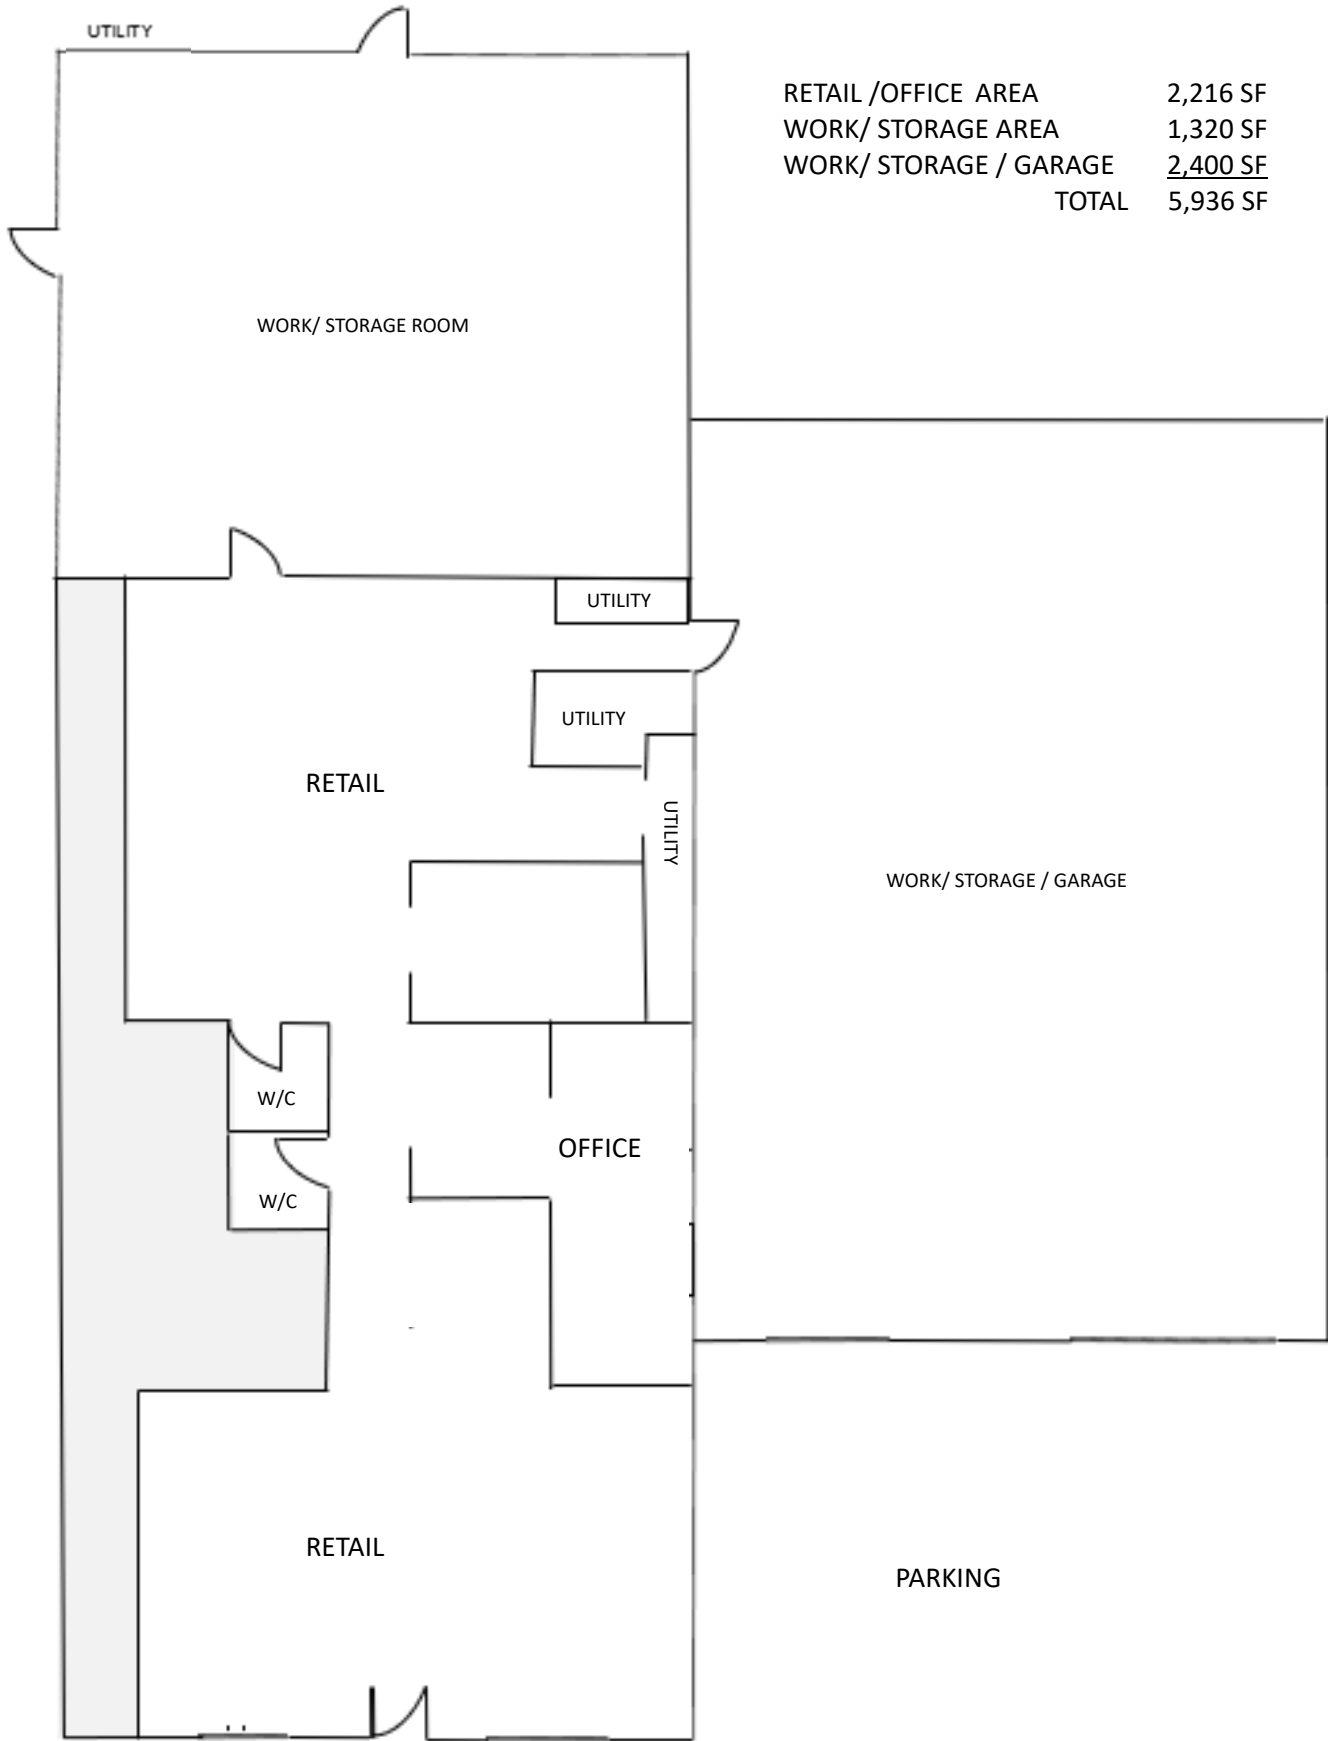 UTILITY
RETAIL /OFFICE AREA 2,216 SF
WORK/ STORAGE AREA 1,320 SF
WORK/ STORAGE / GARAGE 2,400 SF
TOTAL 5,936 SF
WORK/ STORAGE ROOM
UTILITY
UTILITY
RETAIL
UTILITY
WORK/ STORAGE / GARAGE
W/C
OFFICE
W/C
RETAIL
PARKING